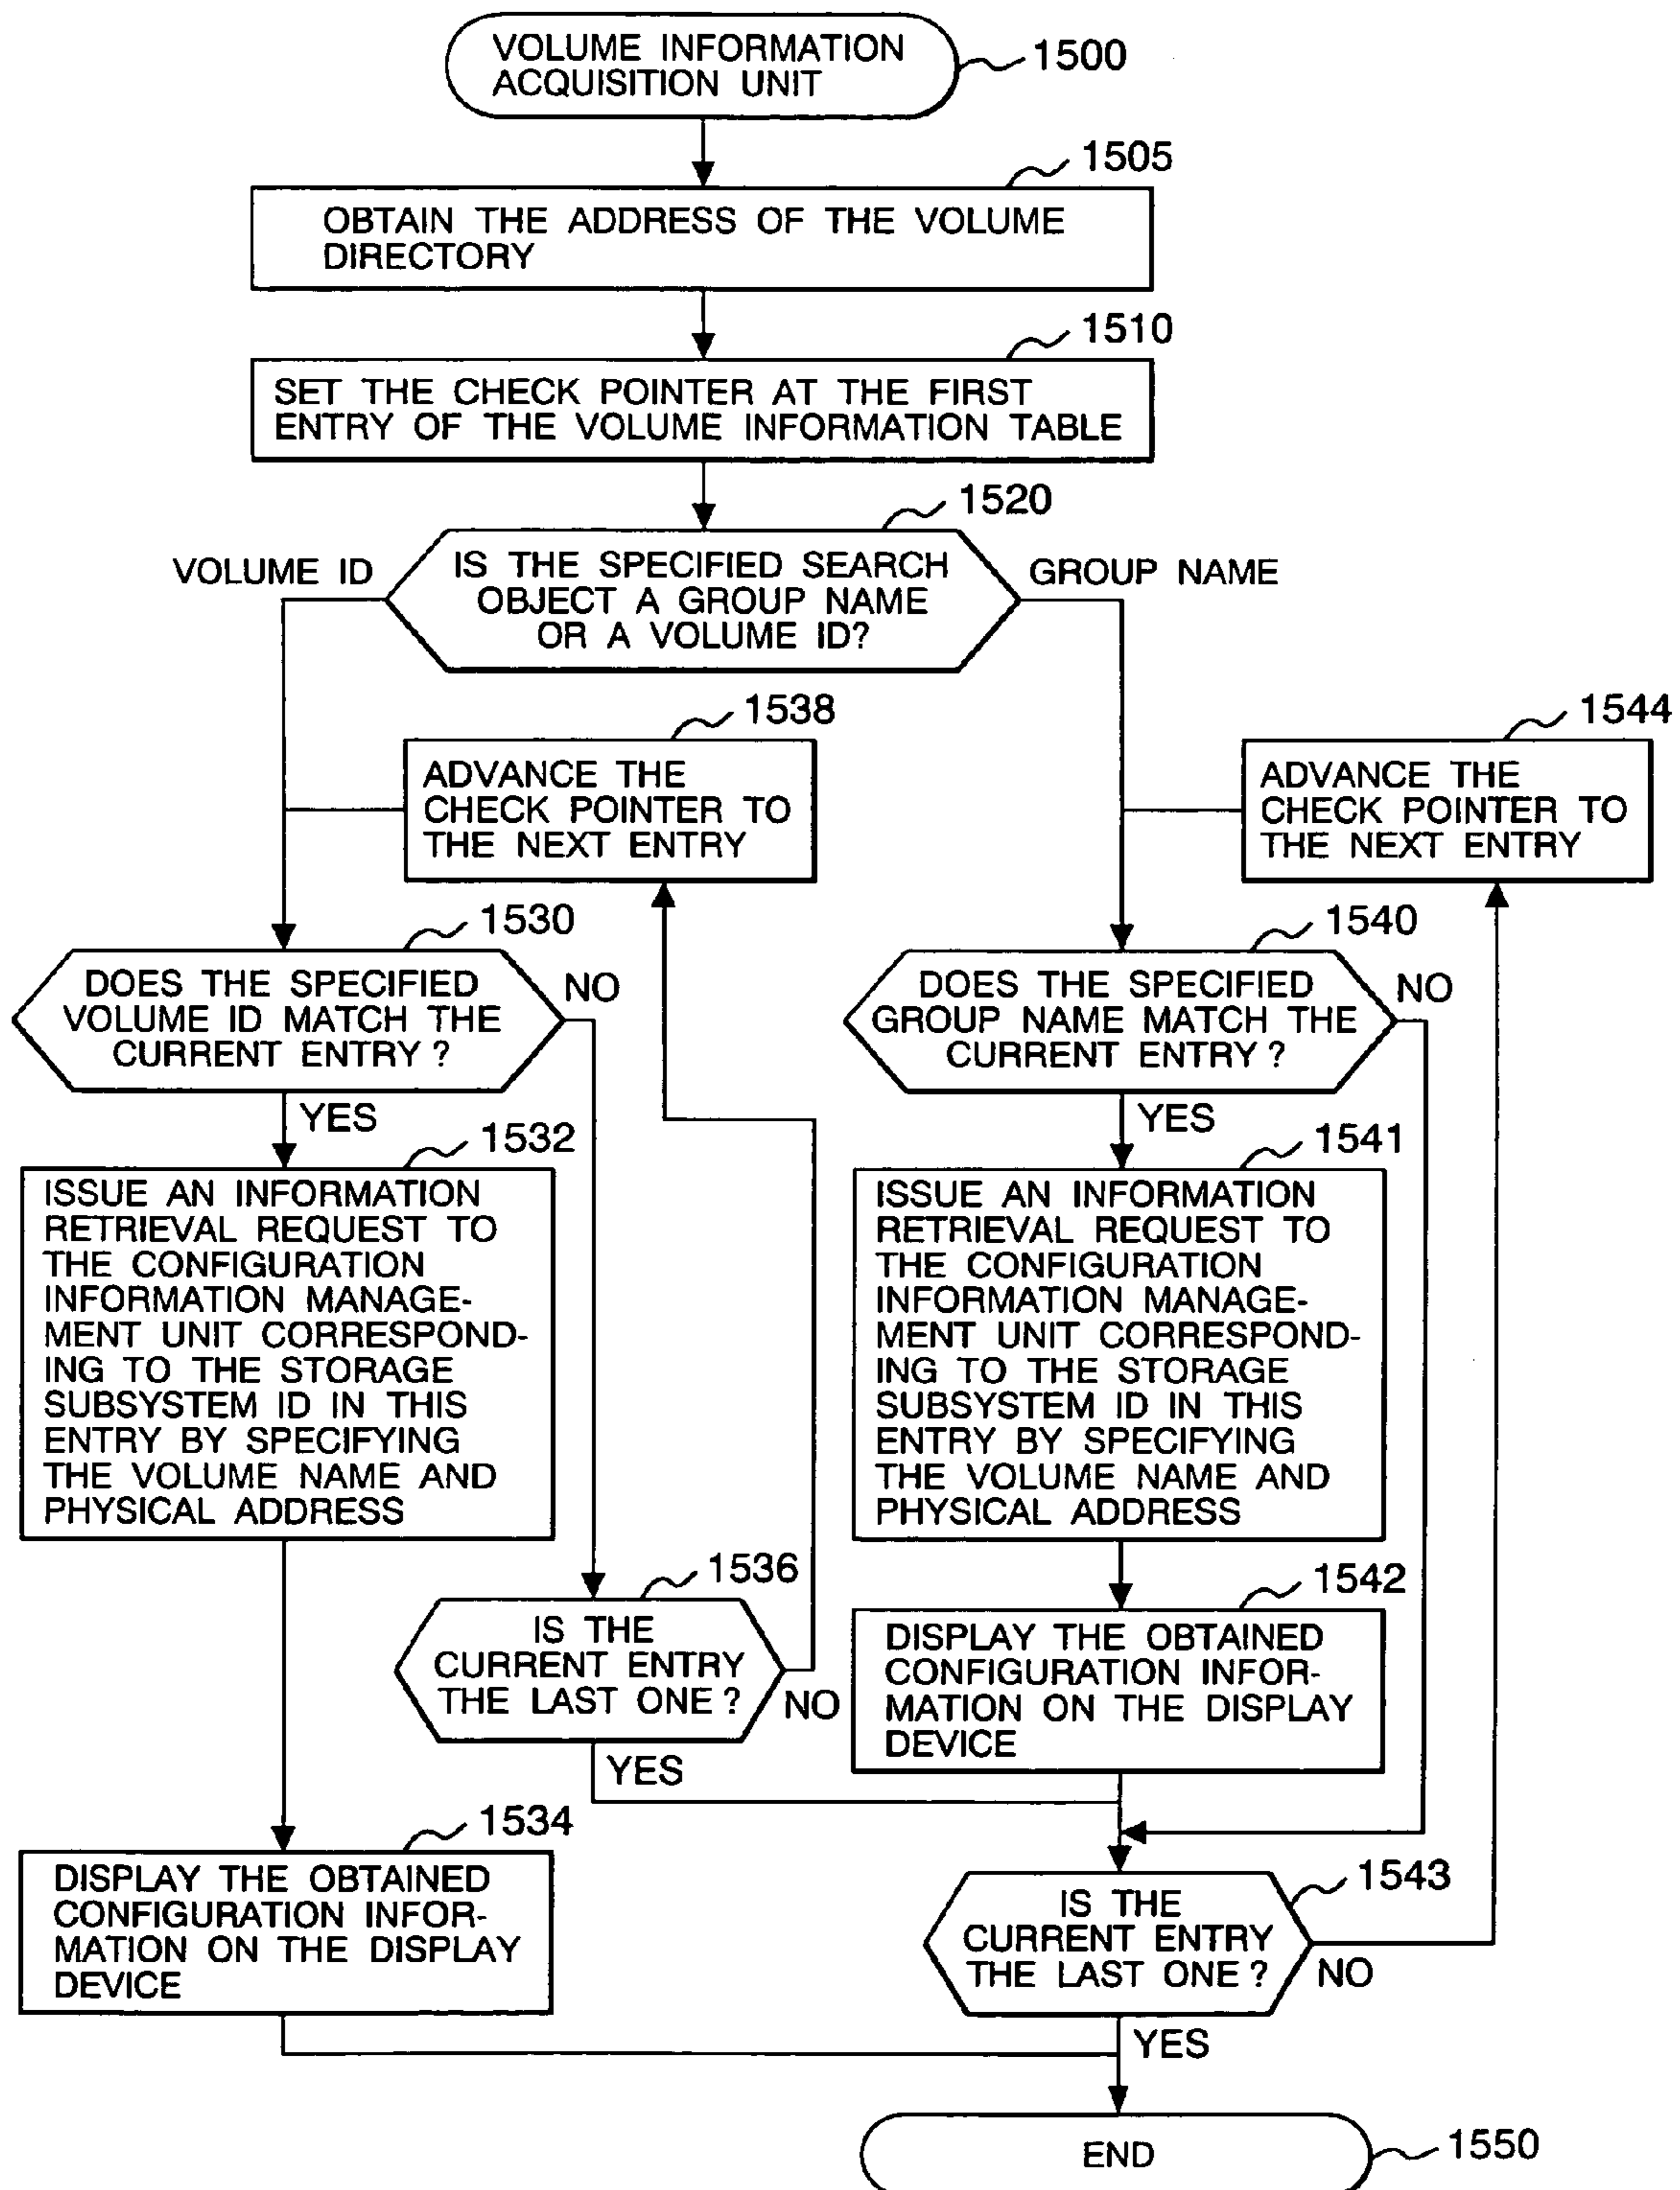 VOLUME INFORMATION
ACQUISITION UNIT
1500
1505
OBTAIN THE ADDRESS OF THE VOLUME
DIRECTORY
1510
SET THE CHECK POINTER AT THE FIRST
ENTRY OF THE VOLUME INFORMATION TABLE
1520
VOLUME ID
IS THE SPECIFIED SEARCH
OBJECT A GROUP NAME
OR A VOLUME ID?
GROUP NAME
1538
ADVANCE THE
CHECK POINTER TO
THE NEXT ENTRY
1544
ADVANCE THE
CHECK POINTER TO
THE NEXT ENTRY
1530
DOES THE SPECIFIED
VOLUME ID MATCH THE
CURRENT ENTRY ?
NO
YES
1540
DOES THE SPECIFIED
GROUP NAME MATCH THE
CURRENT ENTRY ?
NO
YES
1532
ISSUE AN INFORMATION
RETRIEVAL REQUEST TO
THE CONFIGURATION
INFORMATION MANAGE-
MENT UNIT CORRESPOND-
ING TO THE STORAGE
SUBSYSTEM ID IN THIS
ENTRY BY SPECIFYING
THE VOLUME NAME AND
PHYSICAL ADDRESS
1541
ISSUE AN INFORMATION
RETRIEVAL REQUEST TO
THE CONFIGURATION
INFORMATION MANAGE-
MENT UNIT CORRESPOND-
ING TO THE STORAGE
SUBSYSTEM ID IN THIS
ENTRY BY SPECIFYING
THE VOLUME NAME AND
PHYSICAL ADDRESS
1536
IS THE
CURRENT ENTRY
THE LAST ONE ?
NO
YES
1542
DISPLAY THE OBTAINED
CONFIGURATION INFOR-
MATION ON THE DISPLAY
DEVICE
1534
DISPLAY THE OBTAINED
CONFIGURATION INFOR-
MATION ON THE DISPLAY
DEVICE
1543
IS THE
CURRENT ENTRY
THE LAST ONE ?
NO
YES
END
1550